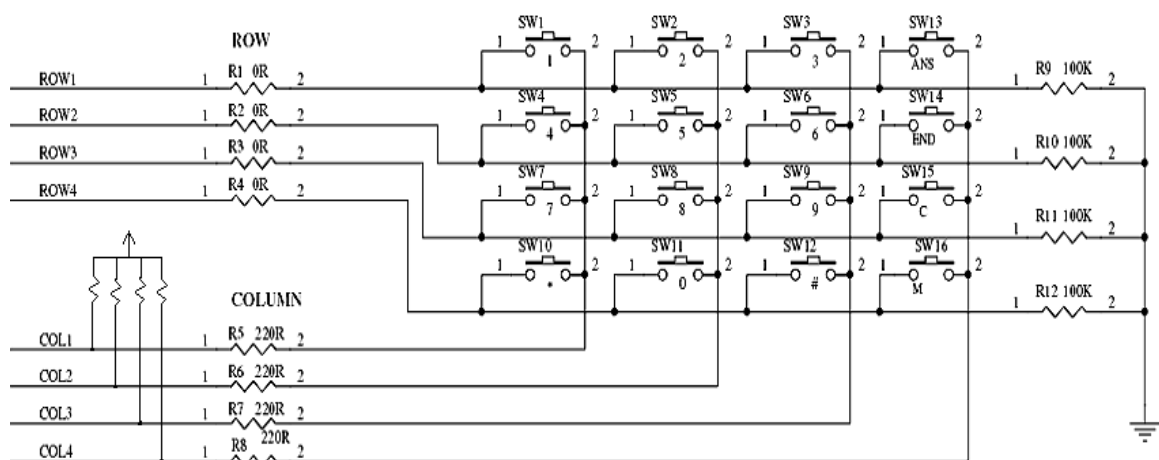 SW1 SW2 SW3 SW13
ROW 1 2 1 2 1 2 1 2
1 2 3 ANS
R1 0R R9 100K
ROW1 1 2 1 2
SW4 SW5 SW6 SW14
R2 0R 1 2 1 2 1 2 1 2
ROW2 1 2
4 5 6 END
R3 0R R10 100K
ROW3 1 2 1 2
SW7 SW8 SW9 SW15
R4 0R 1 2 1 2 1 2 1 2
ROW4 1 2
7 8 9 C
R11 100K
1 2
SW10 SW11 SW12 SW16
1 2 1 2 1 2 1 2
* 0 # M
R12 100K
COLUMN 1 2
R5 220R
COL1 1 2
R6 220R
COL2 1 2
R7 220R
COL3 1 2
220R
R8
COL4 1 2